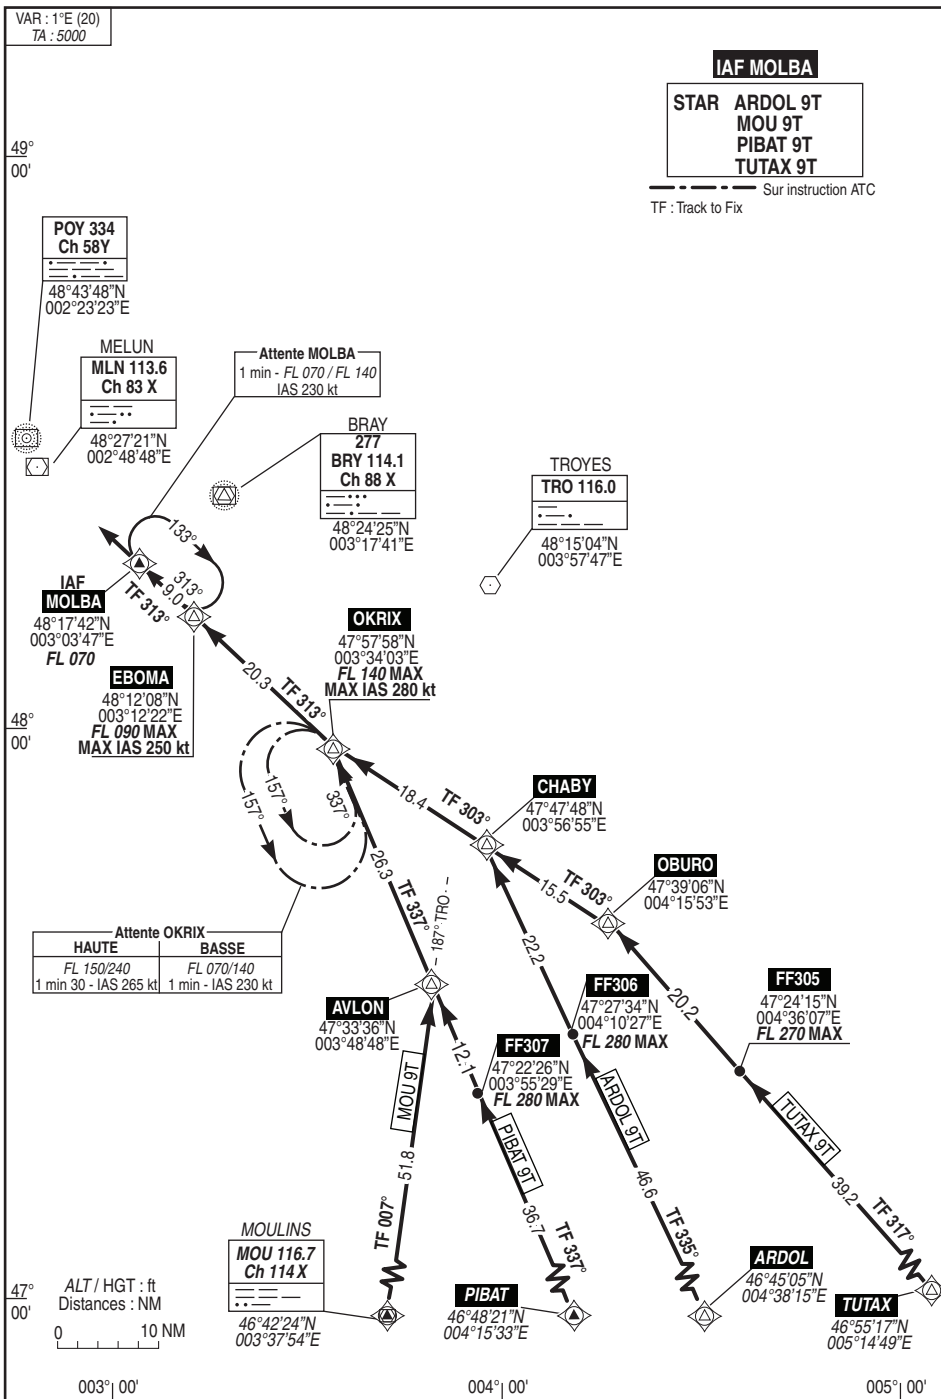 VAR : 1°E (20)
TA : 5000
IAF MOLBA
STAR ARDOL 9T
MOU 9T
PIBAT 9T
TUTAX 9T
Sur instruction ATC
TF : Track to Fix
49°
00'
POY 334
Ch 58Y
48°43'48"N
002°23'23"E
MELUN
MLN 113.6
Ch 83 X
48°27'21"N
002°48'48"E
Attente MOLBA
1 min - FL 070 / FL 140
IAS 230 kt
BRAY
277
BRY 114.1
Ch 88 X
48°24'25"N
003°17'41"E
TROYES
TRO 116.0
48°15'04"N
003°57'47"E
133°
313°
9.0
TF 313°
IAF
MOLBA
48°17'42"N
003°03'47"E
FL 070
EBOMA
48°12'08"N
003°12'22"E
FL 090 MAX
MAX IAS 250 kt
OKRIX
47°57'58"N
003°34'03"E
FL 140 MAX
MAX IAS 280 kt
20.3
TF 313°
48°
00'
157°
157°
337°
18.4
TF 303°
CHABY
47°47'48"N
003°56'55"E
26.3
TF 337°
187° TRO
15.5
TF 303°
OBURO
47°39'06"N
004°15'53"E
Attente OKRIX
HAUTE BASSE
FL 150/240 FL 070/140
1 min 30 - IAS 265 kt 1 min - IAS 230 kt
22.2
20.2
AVLON
47°33'36"N
003°48'48"E
FF306
47°27'34"N
004°10'27"E
FL 280 MAX
FF305
47°24'15"N
004°36'07"E
FL 270 MAX
12.1
FF307
47°22'26"N
003°55'29"E
FL 280 MAX
MOU 9T
PIBAT 9T
ARDOL 9T
TUTAX 9T
51.8
36.7
46.6
39.2
TF 007°
TF 337°
TF 335°
TF 317°
MOULINS
MOU 116.7
Ch 114 X
46°42'24"N
003°37'54"E
PIBAT
46°48'21"N
004°15'33"E
ARDOL
46°45'05"N
004°38'15"E
TUTAX
46°55'17"N
005°14'49"E
47°
00'
ALT / HGT : ft
Distances : NM
0 10 NM
003° 00'
004° 00'
005° 00'